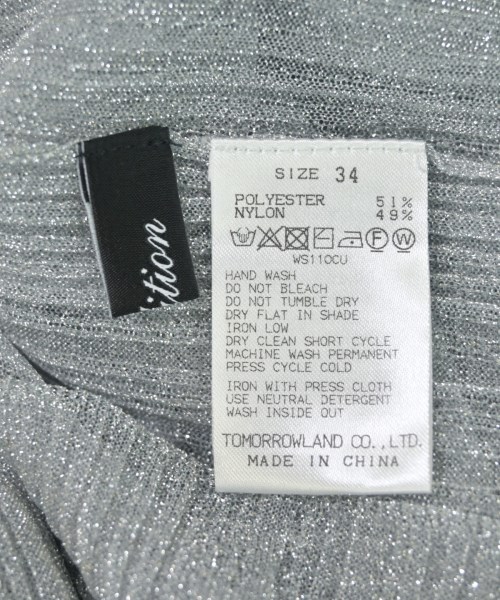 ition
SIZE 34
POLYESTER 51%
NYLON 49%
WS110CU
HAND WASH
DO NOT BLEACH
DO NOT TUMBLE DRY
DRY FLAT IN SHADE
IRON LOW
DRY CLEAN SHORT CYCLE
MACHINE WASH PERMANENT
PRESS CYCLE COLD
IRON WITH PRESS CLOTH
USE NEUTRAL DETERGENT
WASH INSIDE OUT
TOMORROWLAND CO.,LTD.
MADE IN CHINA